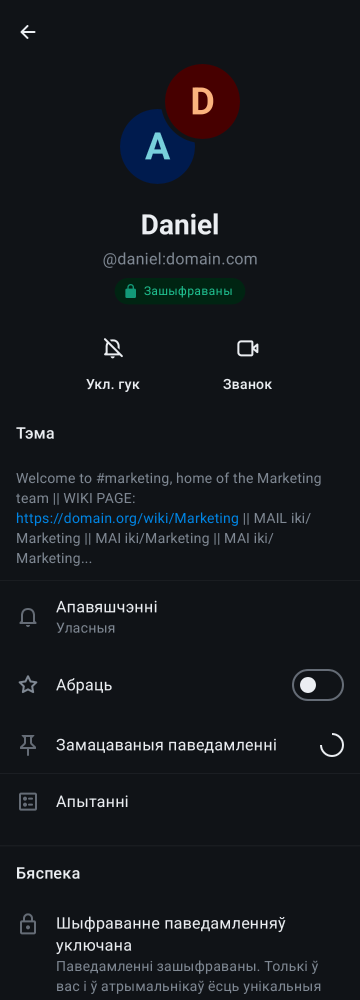 D
A
Daniel
@daniel:domain.com
Зашыфраваны
Укл. гук
Званок
Тэма
Welcome to #marketing, home of the Marketing
team || WIKI PAGE:
https://domain.org/wiki/Marketing || MAIL iki/
Marketing || MAI iki/Marketing || MAI iki/
Marketing...
Апавяшчэнні
Уласныя
Абраць
Замацаваныя паведамленні
Апытанні
Бяспека
Шыфраванне паведамленняў
уключана
Паведамленні зашыфраваны. Толькі ў
вас і ў атрымальнікаў ёсць унікальныя